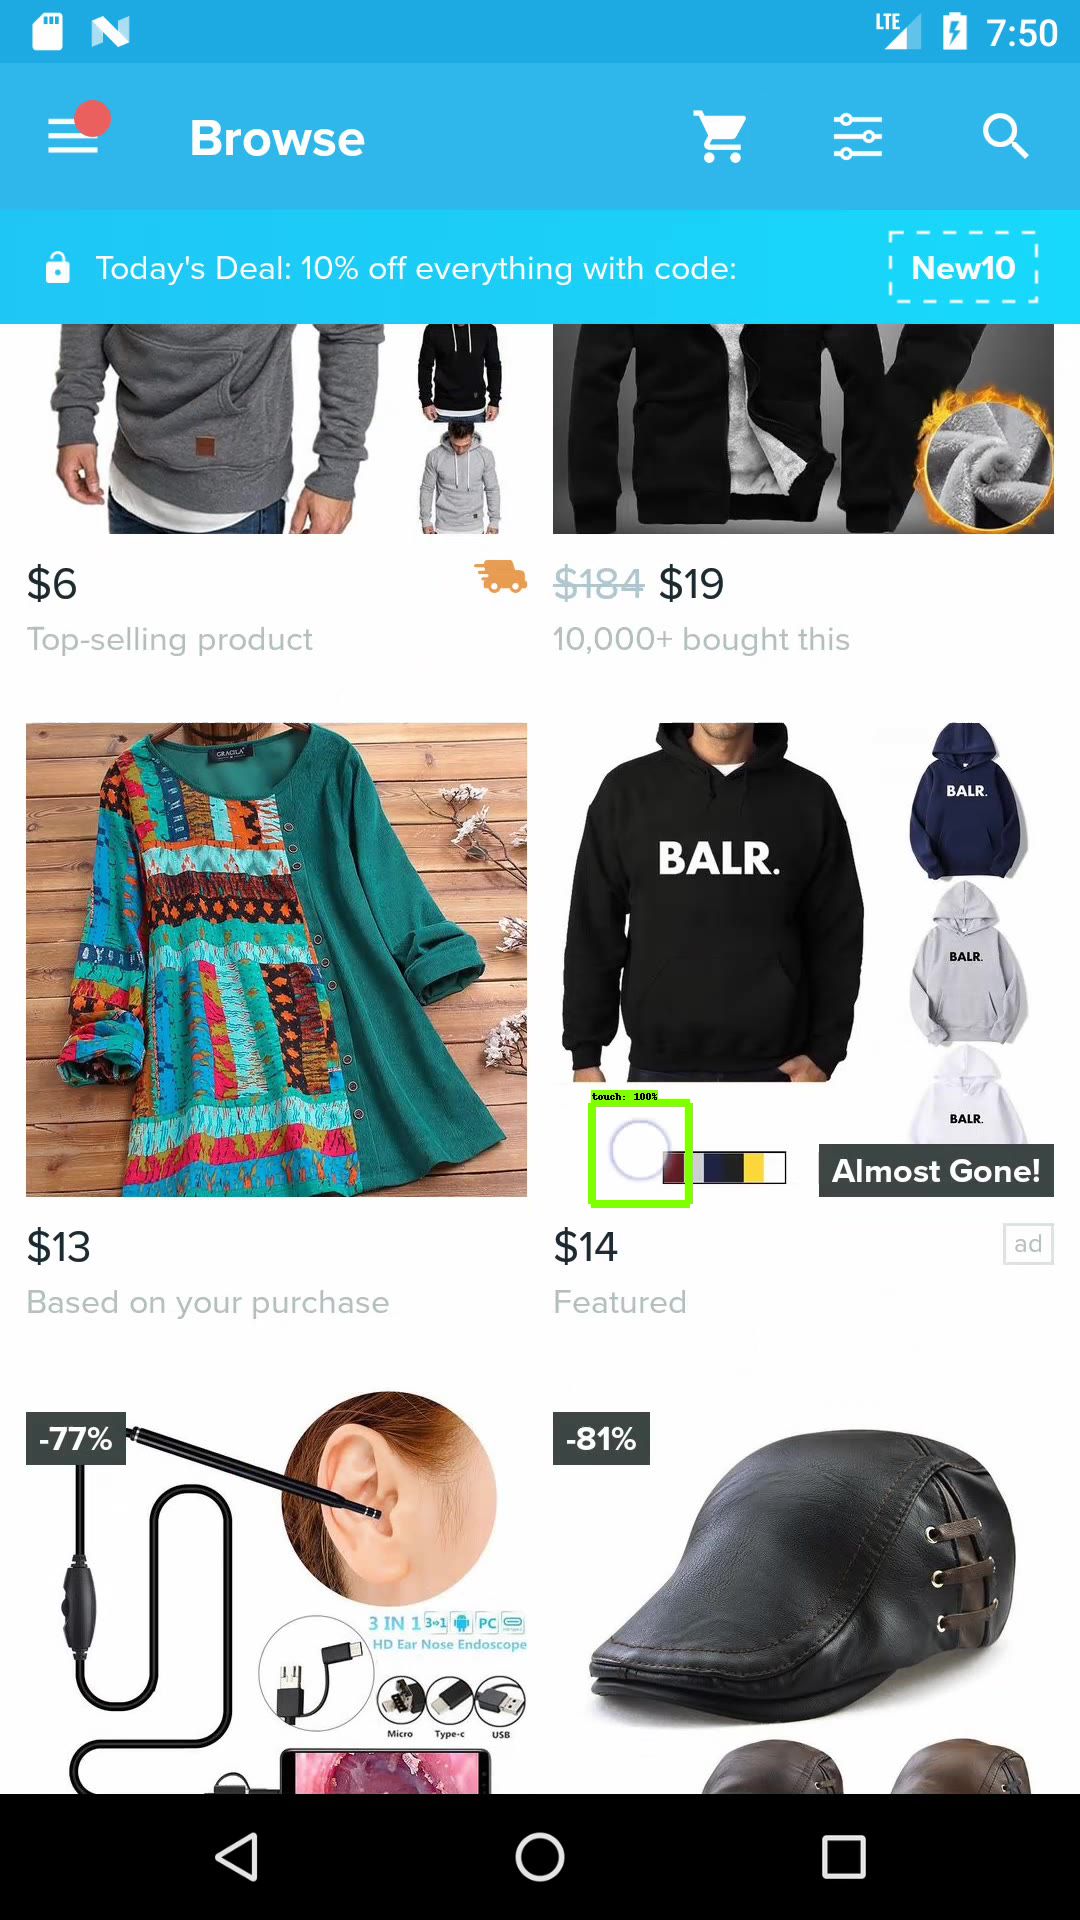 LTE 7:50
Browse
Today's Deal: 10% off everything with code: New10
$6
Top-selling product
$184 $19
10,000+ bought this
GRACILA
BALR.
BALR.
BALR.
BALR.
touch: 100%
Almost Gone!
$13
Based on your purchase
$14 ad
Featured
-77%
3 IN 1 3in1 PC
HD Ear Nose Endoscope
Micro Type-c USB
-81%